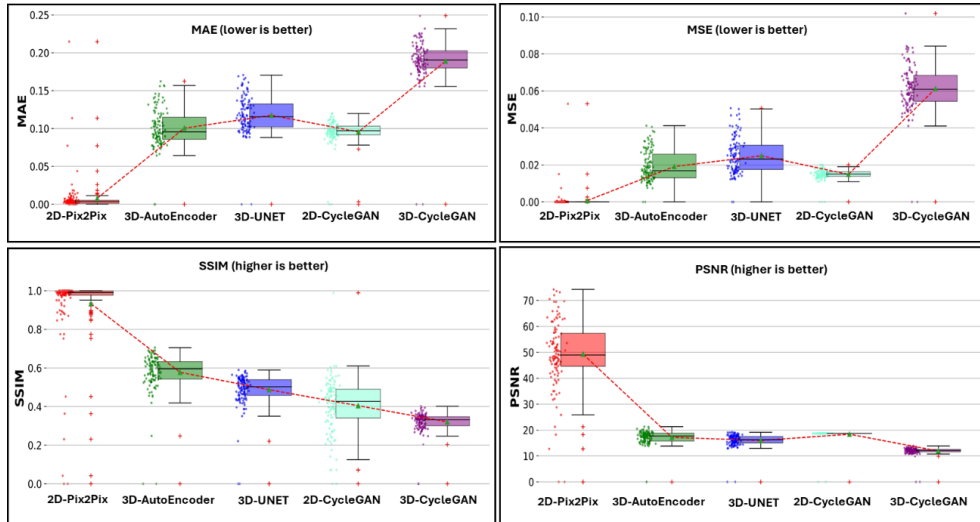 MAE (lower is better)
MAE
0.25
0.20
0.15
0.10
0.05
0.00
2D-Pix2Pix 3D-AutoEncoder 3D-UNET 2D-CycleGAN 3D-CycleGAN
MSE (lower is better)
MSE
0.10
0.08
0.06
0.04
0.02
0.00
2D-Pix2Pix 3D-AutoEncoder 3D-UNET 2D-CycleGAN 3D-CycleGAN
SSIM (higher is better)
SSIM
1.0
0.8
0.6
0.4
0.2
0.0
2D-Pix2Pix 3D-AutoEncoder 3D-UNET 2D-CycleGAN 3D-CycleGAN
PSNR (higher is better)
PSNR
70
60
50
40
30
20
10
0
2D-Pix2Pix 3D-AutoEncoder 3D-UNET 2D-CycleGAN 3D-CycleGAN